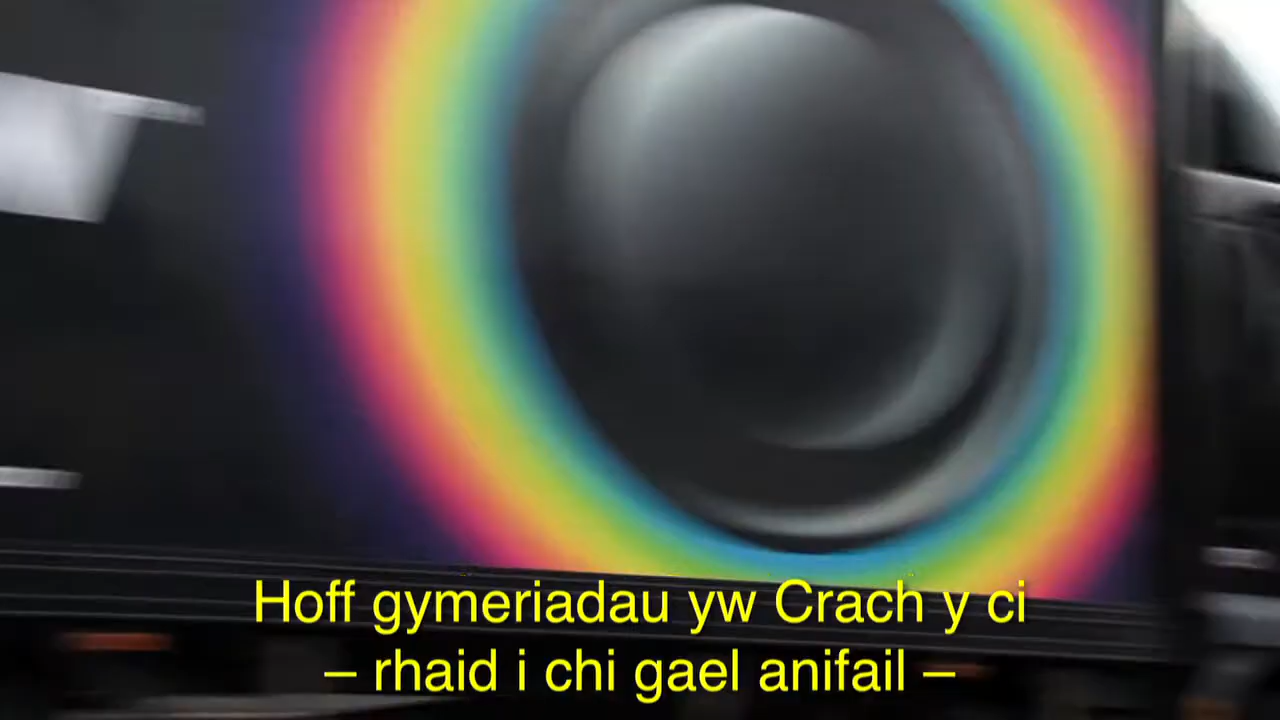 Hoff gymeriadau yw Crach y ci
– rhaid i chi gael anifail –